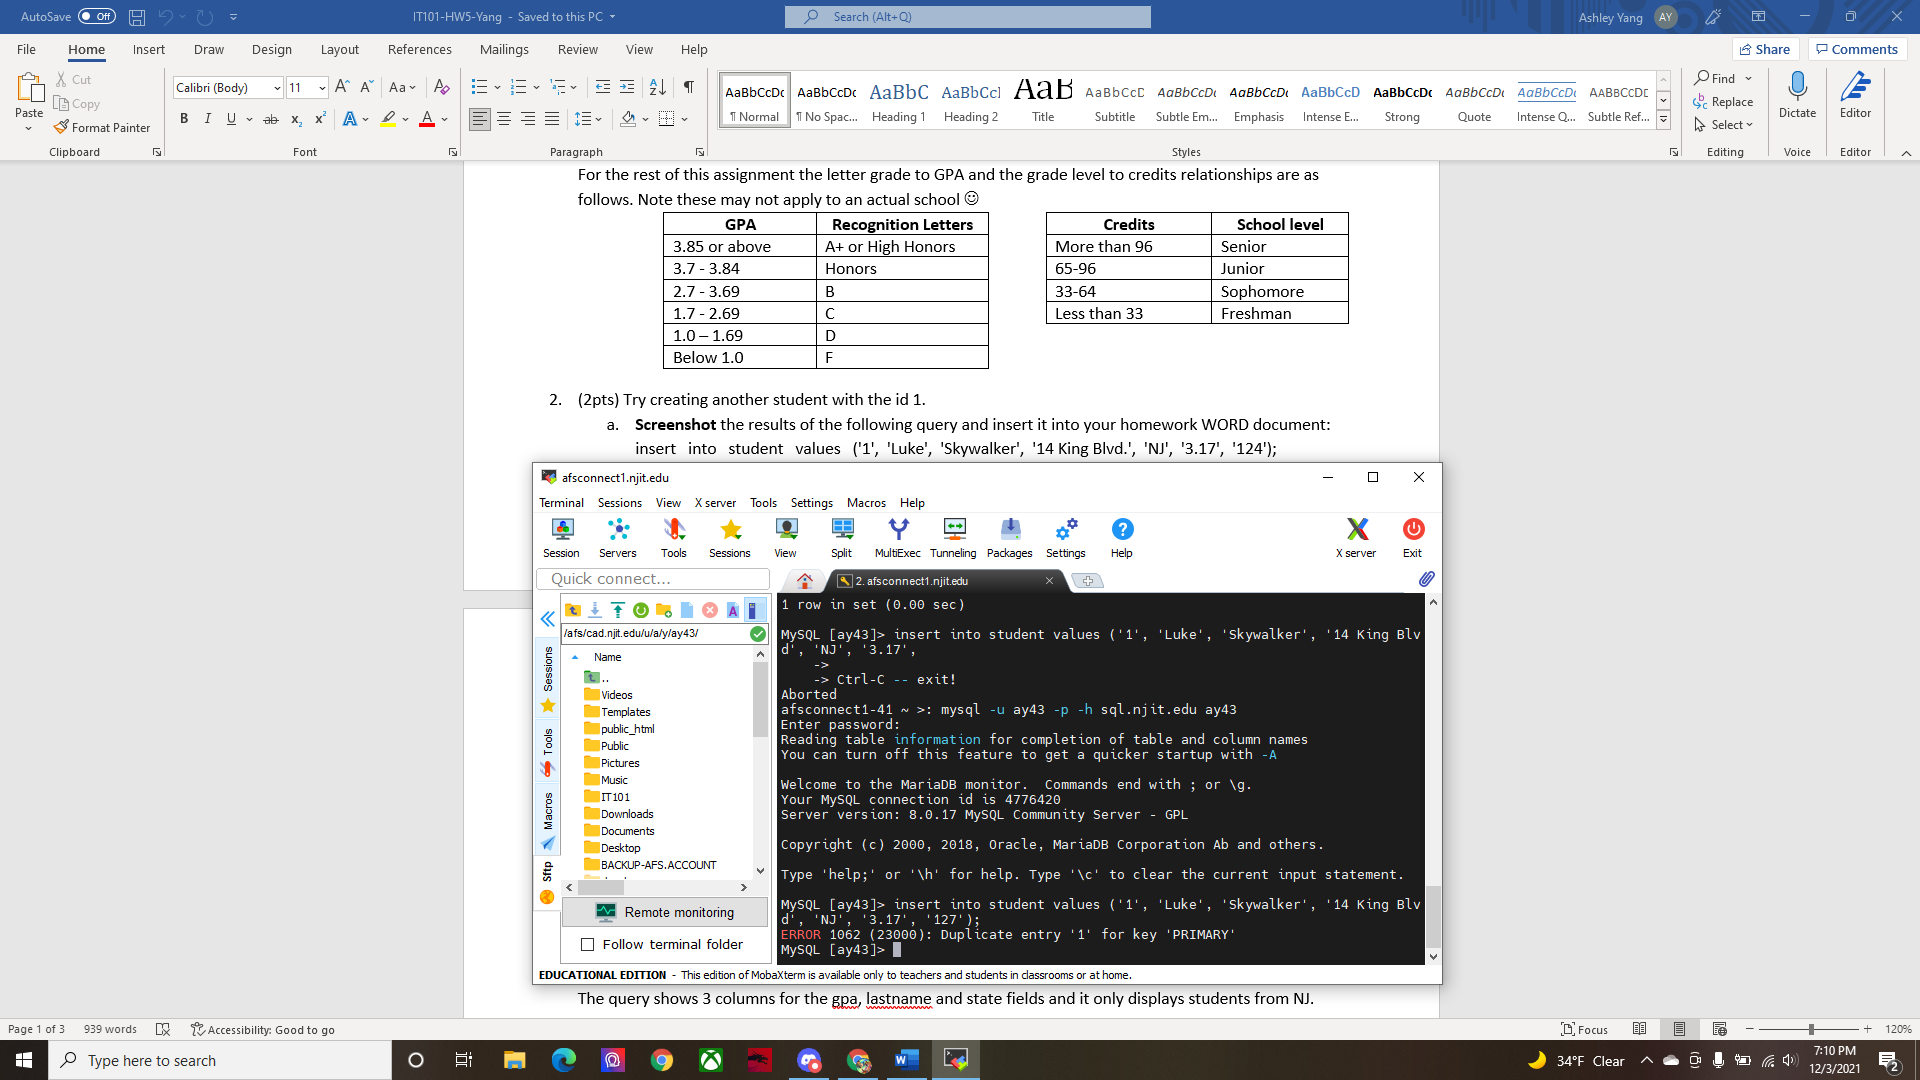 AutoSave Off IT101-HW5-Yang - Saved to this PC Search (Alt+Q) Ashley Yang AY
File Home Insert Draw Design Layout References Mailings Review View Help Share Comments
Paste Cut Copy Format Painter Clipboard
Calibri (Body) 11 Font
Paragraph
AaBbCcDc AaBbCcDc AaBbC AaBbCcl AaB AaBbCcD AaBbCcDc AaBbCcDc AaBbCcD AaBbCcDc AaBbCcDc AaBbCcDc AABBCCDE
¶ Normal ¶ No Spac... Heading 1 Heading 2 Title Subtitle Subtle Em... Emphasis Intense E... Strong Quote Intense Q... Subtle Ref...
Styles
Find Replace Select Editing
Dictate Voice
Editor Editor
For the rest of this assignment the letter grade to GPA and the grade level to credits relationships are as
follows. Note these may not apply to an actual school ☺
GPA Recognition Letters Credits School level
3.85 or above A+ or High Honors More than 96 Senior
3.7 - 3.84 Honors 65-96 Junior
2.7 - 3.69 B 33-64 Sophomore
1.7 - 2.69 C Less than 33 Freshman
1.0 – 1.69 D
Below 1.0 F
2. (2pts) Try creating another student with the id 1.
a. Screenshot the results of the following query and insert it into your homework WORD document:
insert into student values ('1', 'Luke', 'Skywalker', '14 King Blvd.', 'NJ', '3.17', '124');
afsconnect1.njit.edu
Terminal Sessions View X server Tools Settings Macros Help
Session Servers Tools Sessions View Split MultiExec Tunneling Packages Settings Help X server Exit
Quick connect...
2. afsconnect1.njit.edu
/afs/cad.njit.edu/u/a/y/ay43/
Name
..
Videos
Templates
public_html
Public
Pictures
Music
IT101
Downloads
Documents
Desktop
BACKUP-AFS.ACCOUNT
Sessions
Tools
Macros
Sftp
Remote monitoring
Follow terminal folder
1 row in set (0.00 sec)
MySQL [ay43]> insert into student values ('1', 'Luke', 'Skywalker', '14 King Blv
d', 'NJ', '3.17',
->
-> Ctrl-C -- exit!
Aborted
afsconnect1-41 ~ >: mysql -u ay43 -p -h sql.njit.edu ay43
Enter password:
Reading table information for completion of table and column names
You can turn off this feature to get a quicker startup with -A
Welcome to the MariaDB monitor.  Commands end with ; or \g.
Your MySQL connection id is 4776420
Server version: 8.0.17 MySQL Community Server - GPL
Copyright (c) 2000, 2018, Oracle, MariaDB Corporation Ab and others.
Type 'help;' or '\h' for help. Type '\c' to clear the current input statement.
MySQL [ay43]> insert into student values ('1', 'Luke', 'Skywalker', '14 King Blv
d', 'NJ', '3.17', '127');
ERROR 1062 (23000): Duplicate entry '1' for key 'PRIMARY'
MySQL [ay43]>
EDUCATIONAL EDITION - This edition of MobaXterm is available only to teachers and students in classrooms or at home.
The query shows 3 columns for the gpa, lastname and state fields and it only displays students from NJ.
Page 1 of 3 939 words Accessibility: Good to go Focus 120%
Type here to search 34°F Clear 7:10 PM
12/3/2021 2